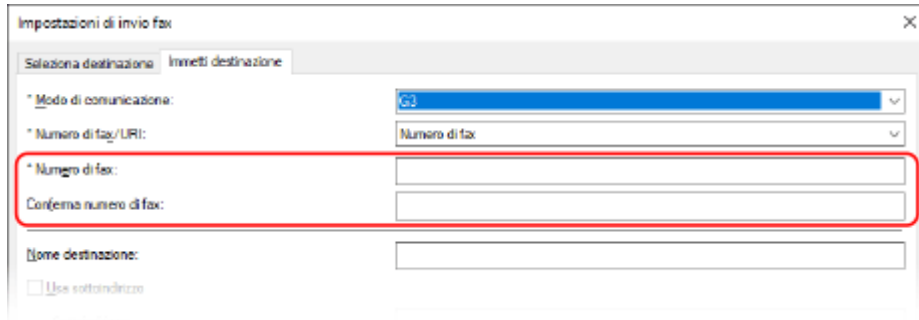 Impostazioni di invio fax
Seleziona destinazione Immetti destinazione
* Modo di comunicazione: G3
* Numero di fax/URI: Numero di fax
* Numero di fax:
Conferma numero di fax:
Nome destinazione:
Usa sottoindirizzo